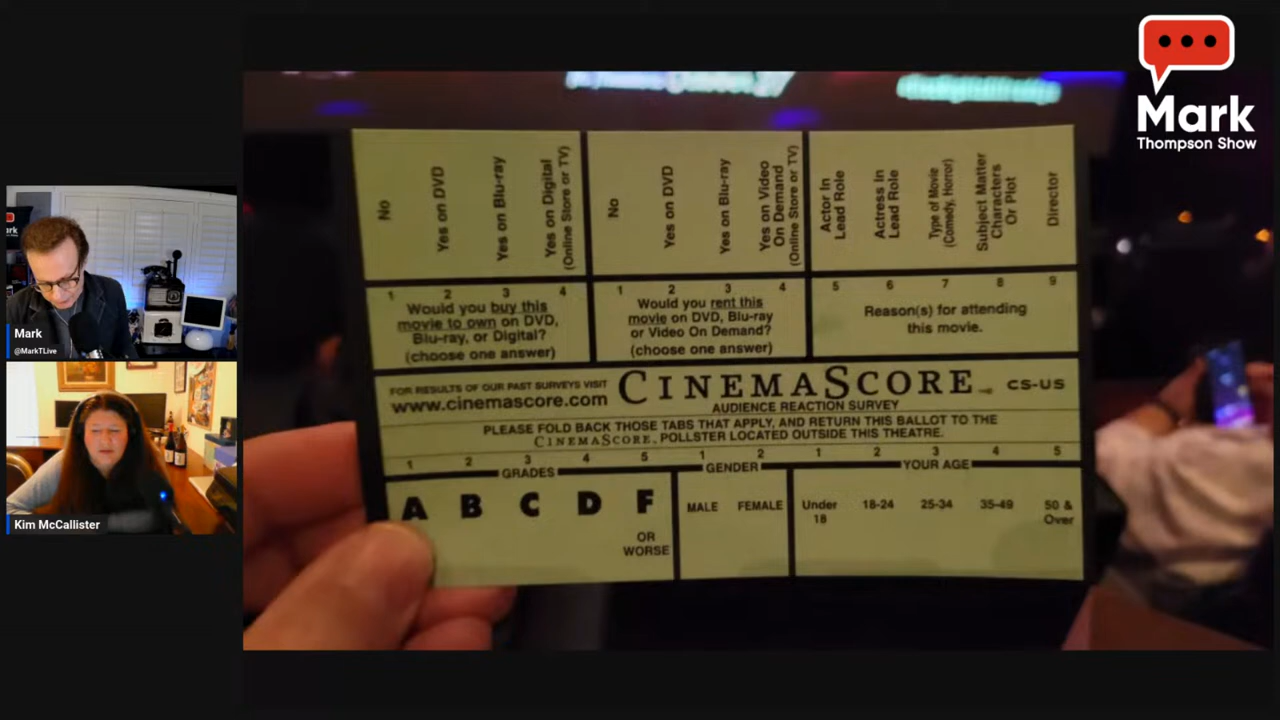 Mark
Thompson Show
No
Yes on DVD
Yes on Blu-ray
Yes on Digital
(Online Store or TV)
No
Yes on DVD
Yes on Blu-ray
Yes on Video
On Demand
(Online Store or TV)
Actor In
Lead Role
Actress in
Lead Role
Type of Movie
(Comedy, Horror)
Subject Matter
Characters
Or Plot
Director
1 2 3 4
Would you buy this
movie to own on DVD,
Blu-ray, or Digital?
(choose one answer)
1 2 3 4
Would you rent this
movie on DVD, Blu-ray
or Video On Demand?
(choose one answer)
5 6 7 8 9
Reason(s) for attending
this movie.
FOR RESULTS OF OUR PAST SURVEYS VISIT
www.cinemascore.com
CINEMASCORE
CS-US
AUDIENCE REACTION SURVEY
PLEASE FOLD BACK THOSE TABS THAT APPLY, AND RETURN THIS BALLOT TO THE
CINEMASCORE, POLLSTER LOCATED OUTSIDE THIS THEATRE.
1 2 3 4 5
GRADES
A B C D F
OR
WORSE
1 2
GENDER
MALE FEMALE
1 2 3 4 5
YOUR AGE
Under
18
18-24
25-34
35-49
50 &
Over
Mark
@MarkTLive
Kim McCallister